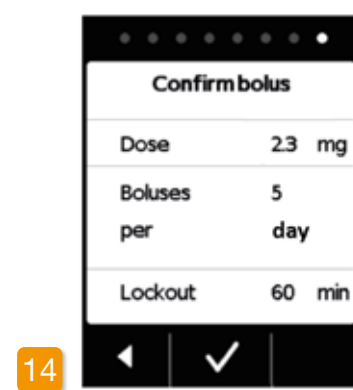 Confirm bolus
Dose 2.3 mg
Boluses 5
per day
Lockout 60 min
14